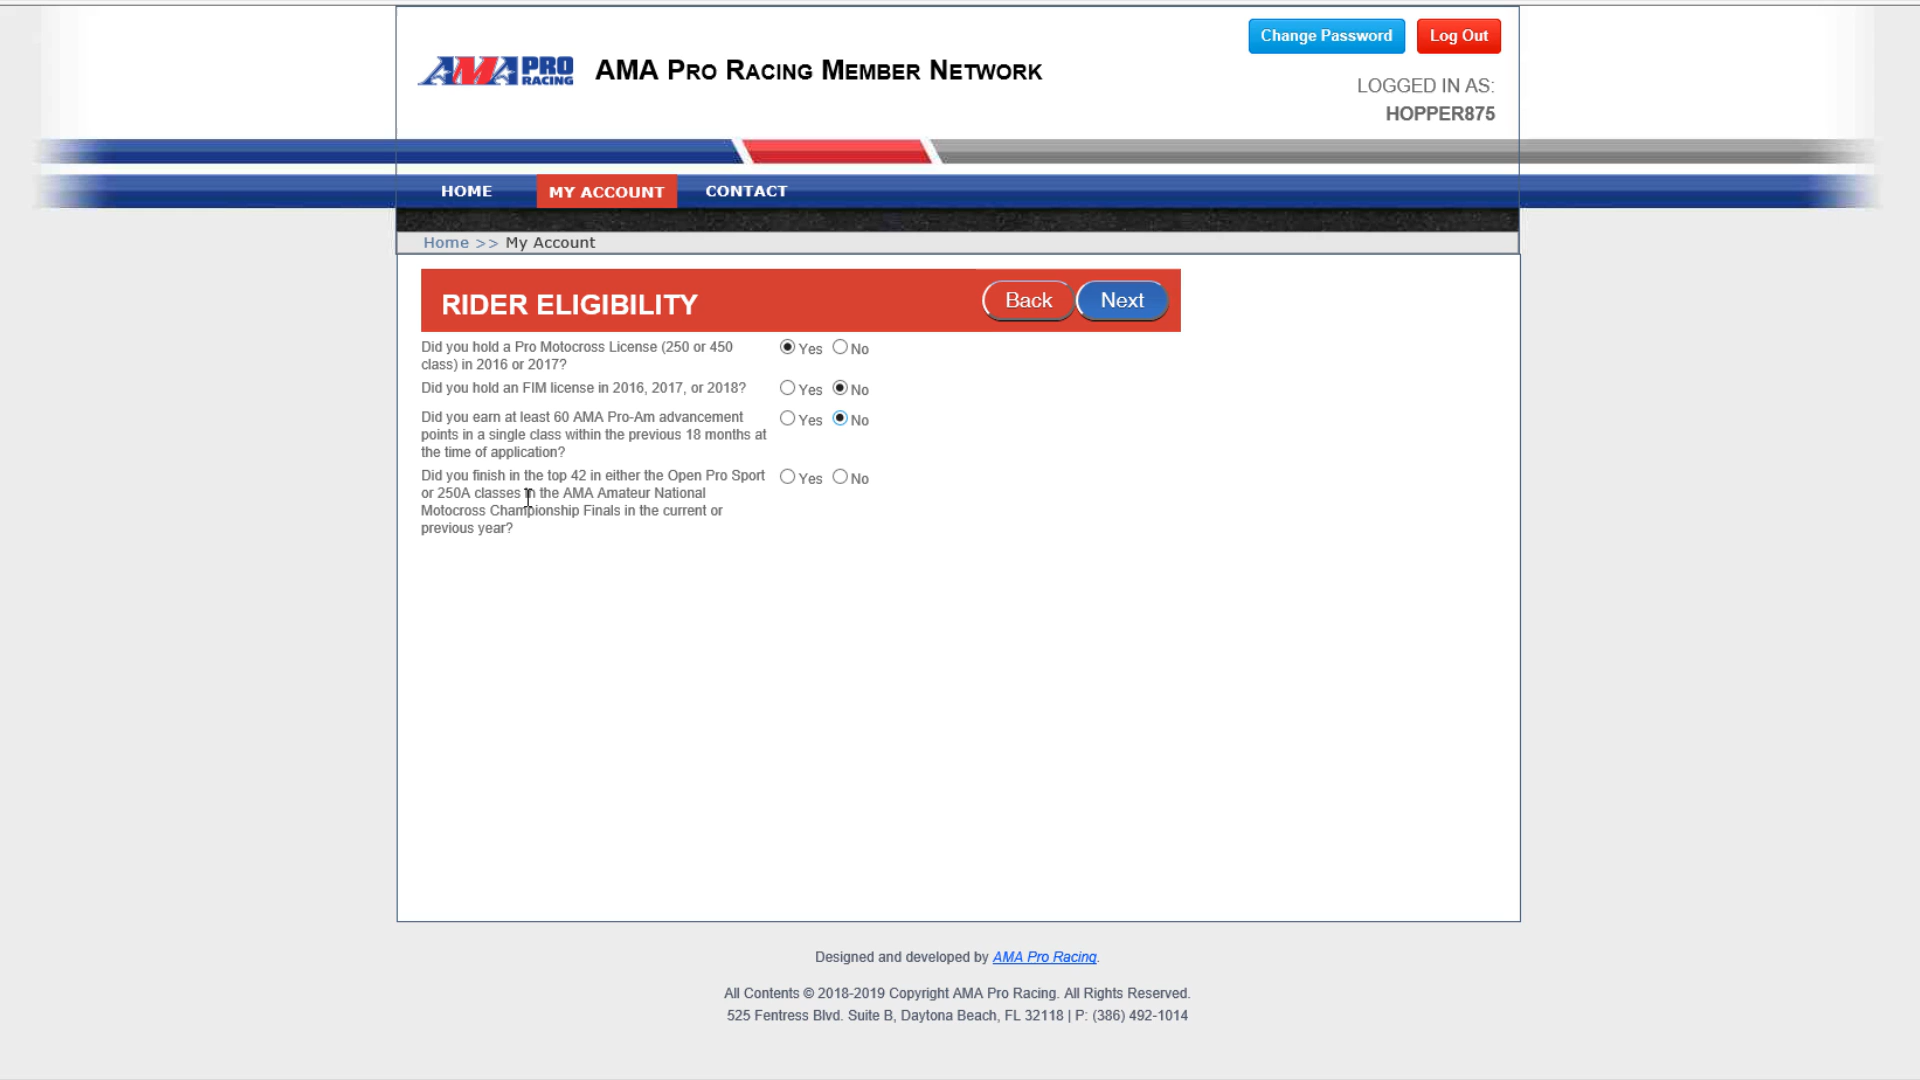 Change Password
Log Out
AMA PRO RACING
AMA PRO RACING MEMBER NETWORK
LOGGED IN AS:
HOPPER875
HOME
MY ACCOUNT
CONTACT
Home >> My Account
RIDER ELIGIBILITY
Back
Next
Did you hold a Pro Motocross License (250 or 450
class) in 2016 or 2017?
Yes No
Did you hold an FIM license in 2016, 2017, or 2018?
Yes No
Did you earn at least 60 AMA Pro-Am advancement
points in a single class within the previous 18 months at
the time of application?
Yes No
Did you finish in the top 42 in either the Open Pro Sport
or 250A classes in the AMA Amateur National
Motocross Championship Finals in the current or
previous year?
Yes No
Designed and developed by AMA Pro Racing.
All Contents © 2018-2019 Copyright AMA Pro Racing. All Rights Reserved.
525 Fentress Blvd. Suite B, Daytona Beach, FL 32118 | P: (386) 492-1014